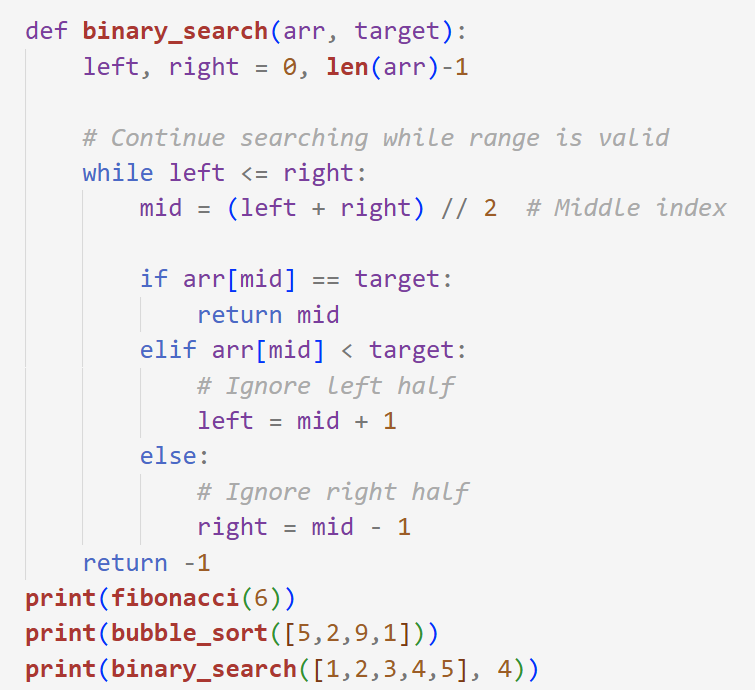 def binary_search(arr, target):
    left, right = 0, len(arr)-1

    # Continue searching while range is valid
    while left <= right:
        mid = (left + right) // 2  # Middle index

        if arr[mid] == target:
            return mid
        elif arr[mid] < target:
            # Ignore left half
            left = mid + 1
        else:
            # Ignore right half
            right = mid - 1
    return -1
print(fibonacci(6))
print(bubble_sort([5,2,9,1]))
print(binary_search([1,2,3,4,5], 4))